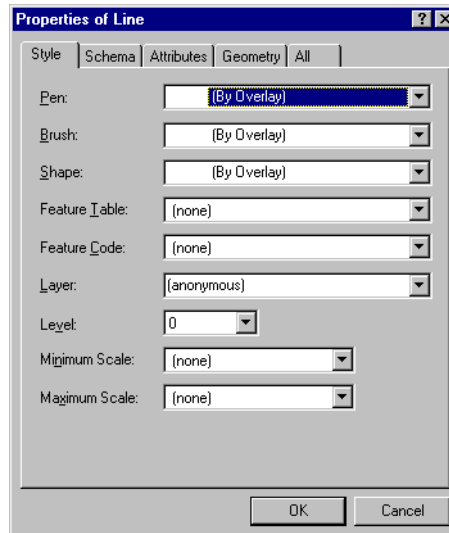 Properties of Line
Style Schema Attributes Geometry All
Pen: (By Overlay)
Brush: (By Overlay)
Shape: (By Overlay)
Feature Table: (none)
Feature Code: (none)
Layer: (anonymous)
Level: 0
Minimum Scale: (none)
Maximum Scale: (none)
OK Cancel